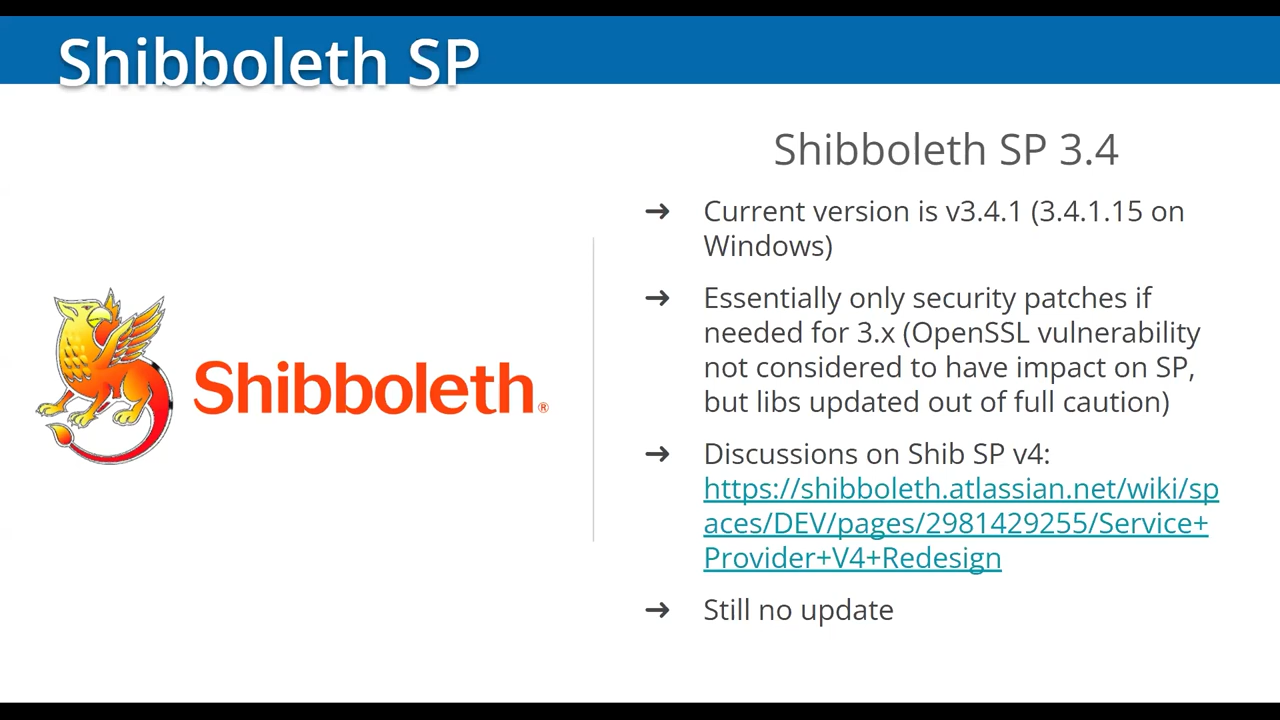 Shibboleth SP
Shibboleth SP 3.4
➔ Current version is v3.4.1 (3.4.1.15 on
Windows)
➔ Essentially only security patches if
needed for 3.x (OpenSSL vulnerability
not considered to have impact on SP,
but libs updated out of full caution)
➔ Discussions on Shib SP v4:
https://shibboleth.atlassian.net/wiki/sp
aces/DEV/pages/2981429255/Service+
Provider+V4+Redesign
➔ Still no update
Shibboleth®